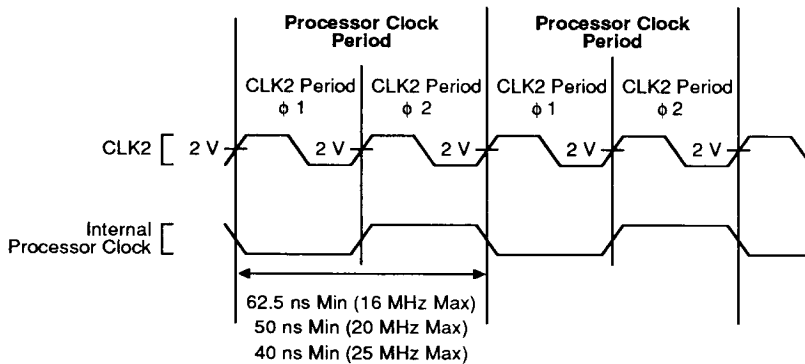 Processor Clock
Period
Processor Clock
Period
CLK2 Period
ϕ 1
CLK2 Period
ϕ 2
CLK2 Period
ϕ1
CLK2 Period
ϕ2
CLK2
2 V
2 V
2 V
2 V
2 V
Internal
Processor Clock
62.5 ns Min (16 MHz Max)
50 ns Min (20 MHz Max)
40 ns Min (25 MHz Max)